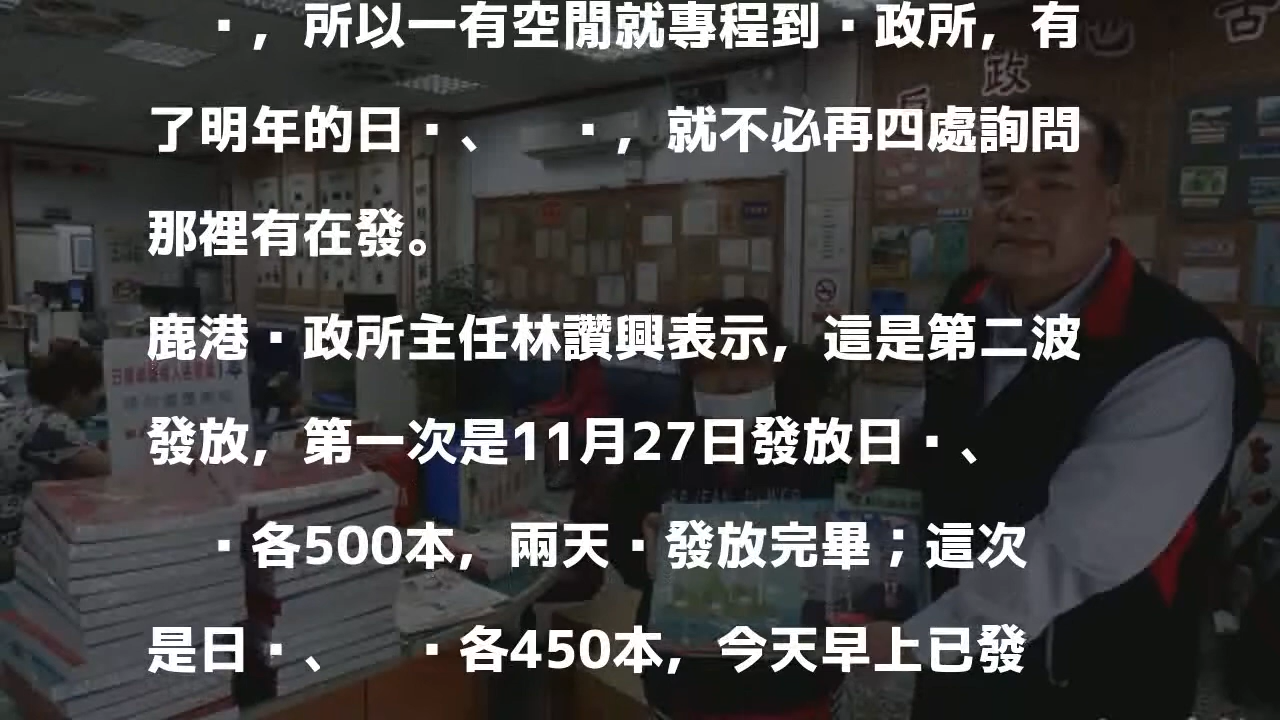 ▪，所以一有空閒就專程到▪政所，有
了明年的日▪、　▪，就不必再四處詢問
那裡有在發。
鹿港▪政所主任林讚興表示，這是第二波
發放，第一次是11月27日發放日▪、
▪各500本，兩天▪發放完畢；這次
是日▪、　▪各450本，今天早上已發
政